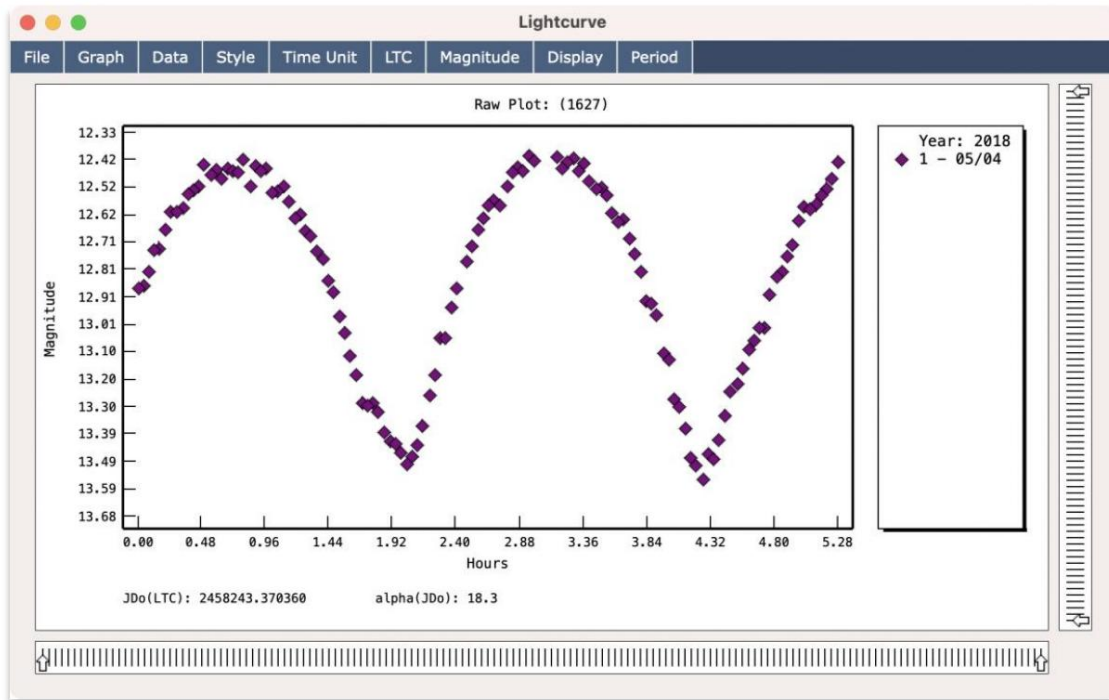 Lightcurve
File Graph Data Style Time Unit LTC Magnitude Display Period
Raw Plot: (1627)
12.33
12.42
12.52
12.62
12.71
12.81
12.91
13.01
13.10
13.20
13.30
13.39
13.49
13.59
13.68
Magnitude
0.00 0.48 0.96 1.44 1.92 2.40 2.88 3.36 3.84 4.32 4.80 5.28
Hours
JDo(LTC): 2458243.370360 alpha(JDo): 18.3
Year: 2018
1 - 05/04